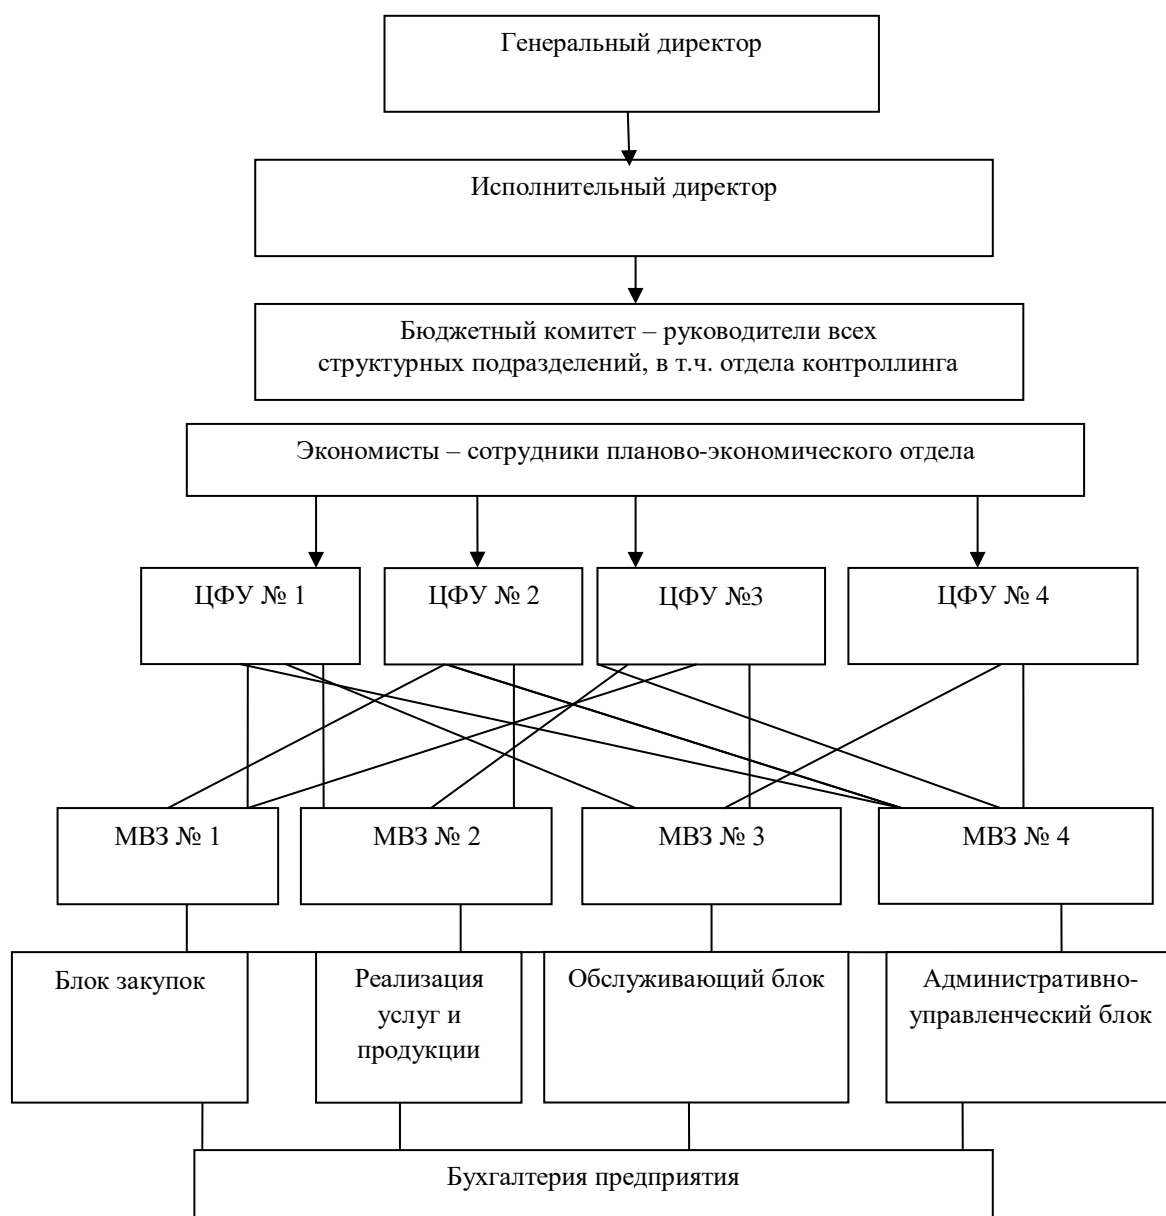 Генеральный директор
Исполнительный директор
Бюджетный комитет – руководители всех
структурных подразделений, в т.ч. отдела контроллинга
Экономисты – сотрудники планово-экономического отдела
ЦФУ № 1
ЦФУ № 2
ЦФУ №3
ЦФУ № 4
МВЗ № 1
МВЗ № 2
МВЗ № 3
МВЗ № 4
Блок закупок
Реализация
услуг и
продукции
Обслуживающий блок
Административно-
управленческий блок
Бухгалтерия предприятия